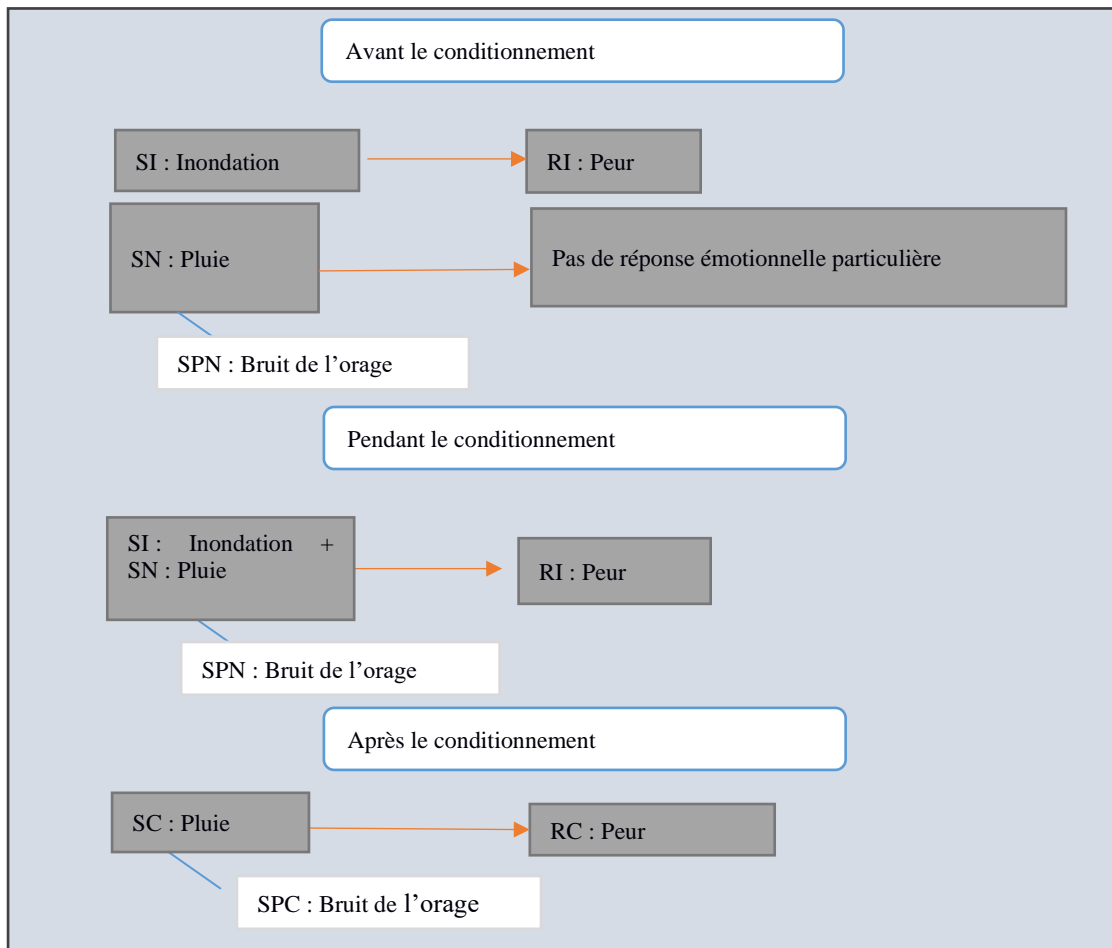 Avant le conditionnement
SI : Inondation
RI : Peur
SN : Pluie
Pas de réponse émotionnelle particulière
SPN : Bruit de l’orage
Pendant le conditionnement
SI : Inondation +
SN : Pluie
RI : Peur
SPN : Bruit de l’orage
Après le conditionnement
SC : Pluie
RC : Peur
SPC : Bruit de l’orage